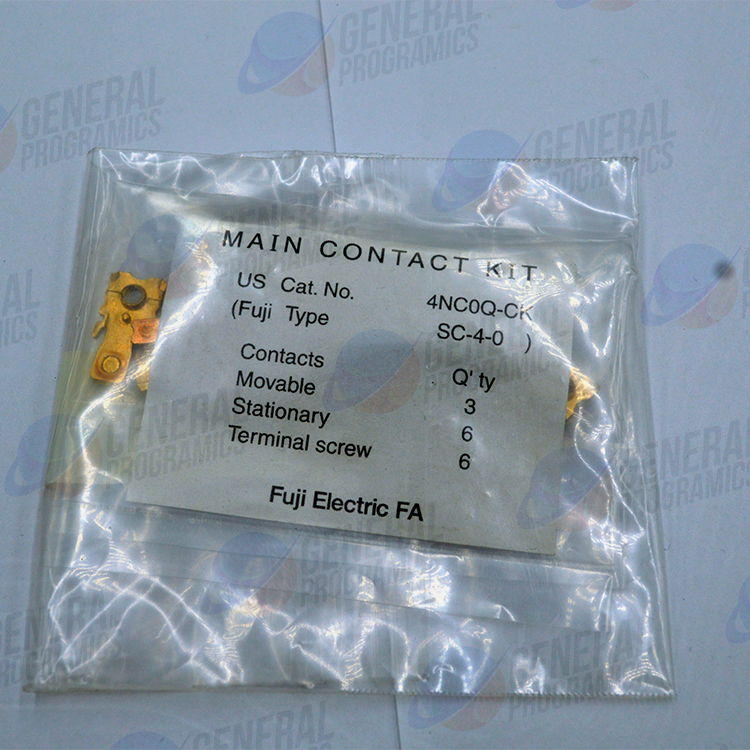 GENERAL
PROGRAMICS
MAIN CONTACT KiT
US Cat. No. 4NC0Q-CK
(Fuji Type SC-4-0 )
Contacts Q'ty
Movable 3
Stationary 6
Terminal screw 6
Fuji Electric FA